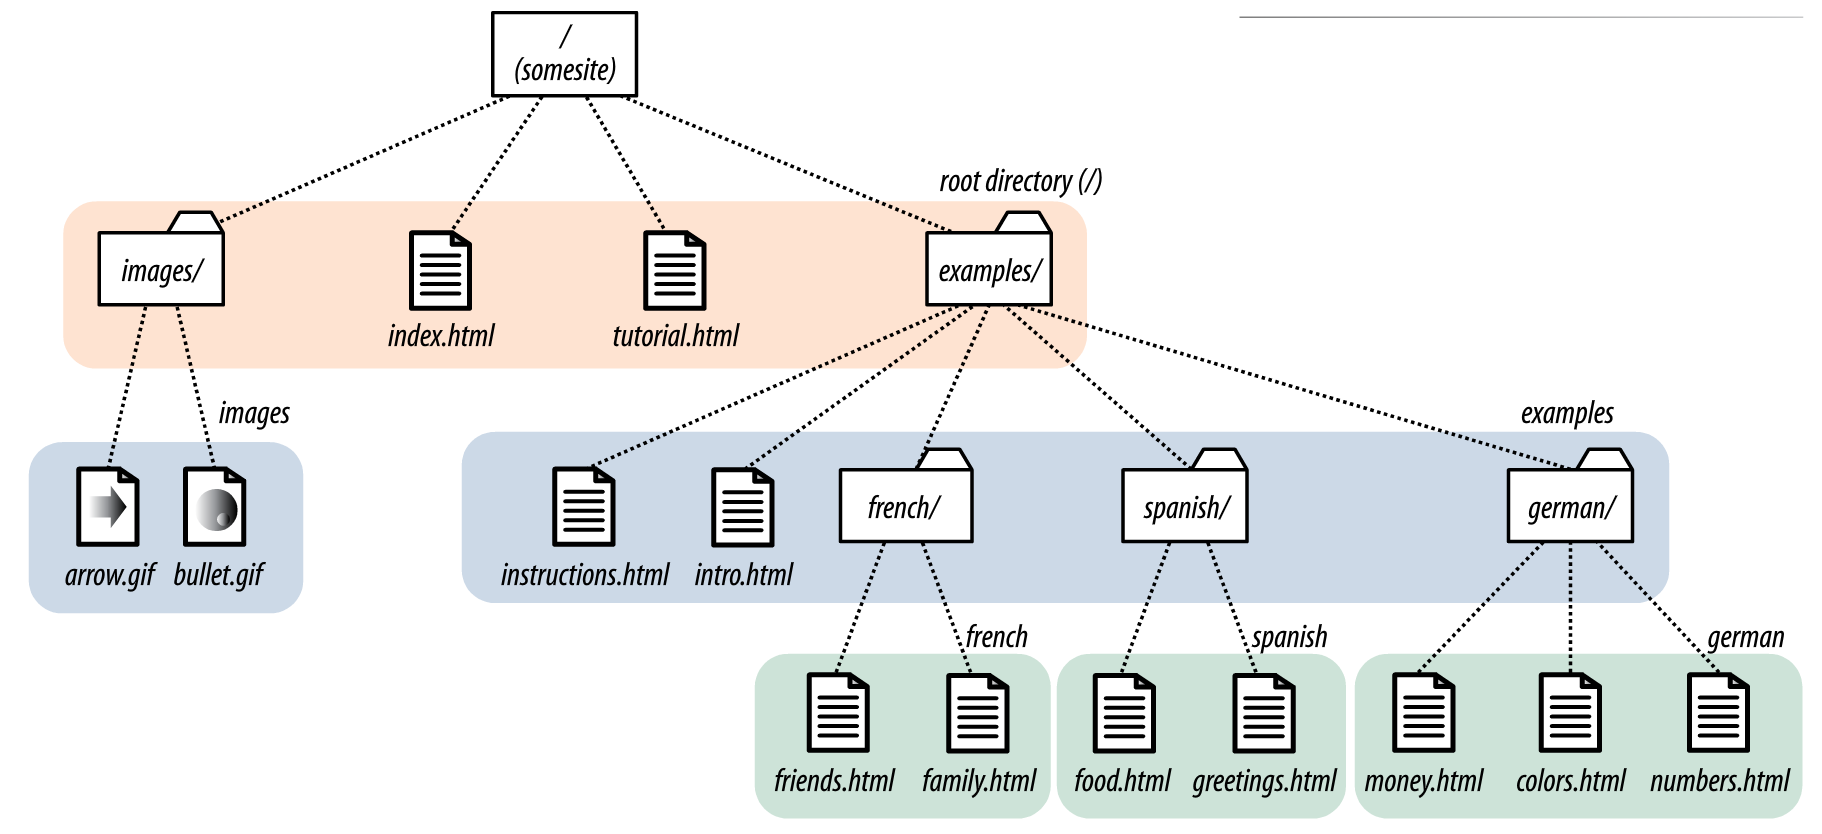 /
(somesite)
root directory (/)
images/
examples/
index.html
tutorial.html
images
examples
french/
spanish/
german/
arrow.gif
bullet.gif
instructions.html
intro.html
french
spanish
german
friends.html
family.html
food.html
greetings.html
money.html
colors.html
numbers.html